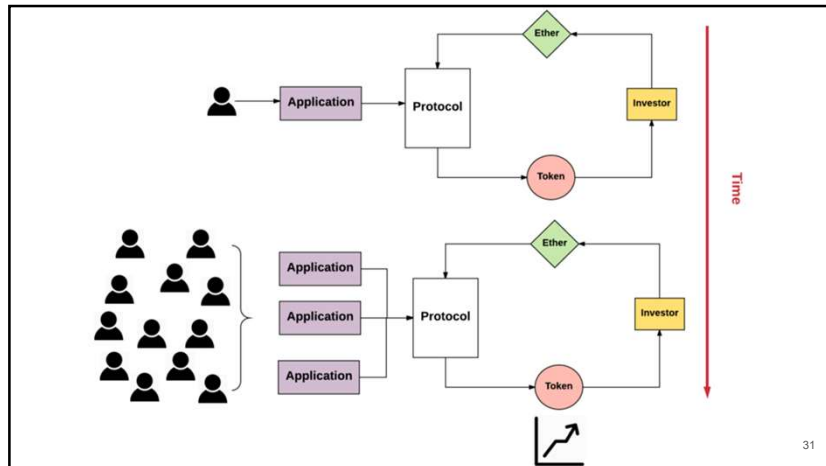 Ether
Application
Protocol
Investor
Token
Time
Ether
Application
Application
Protocol
Investor
Application
Token
31